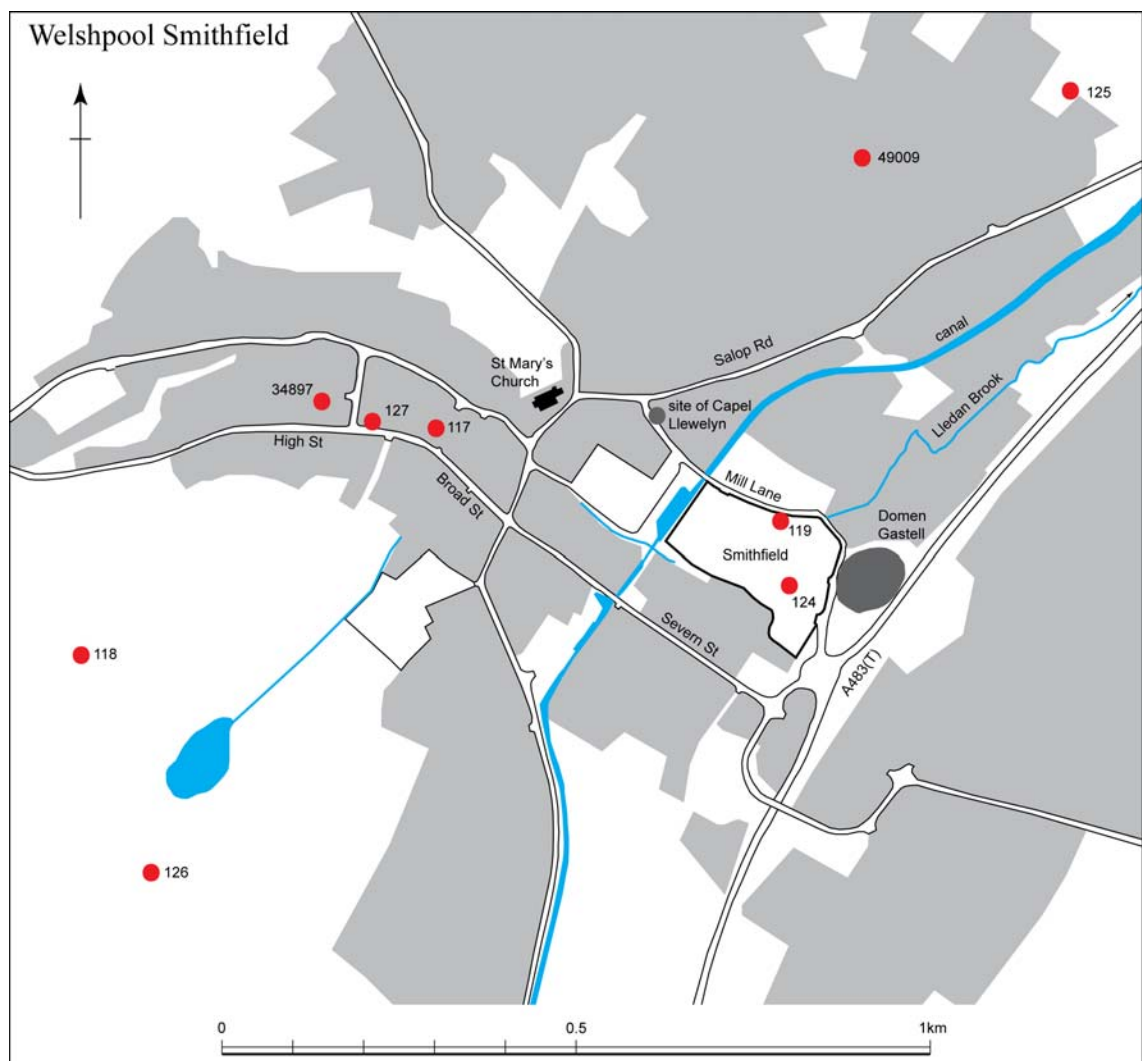 Welshpool Smithfield
125
49009
canal
Salop Rd
St Mary's
Church
34897
127
117
site of Capel
Llewelyn
Lledan Brook
High St
Broad St
Mill Lane
119
Domen
Gastell
Smithfield
124
Severn St
118
A483(T)
126
0
0.5
1km